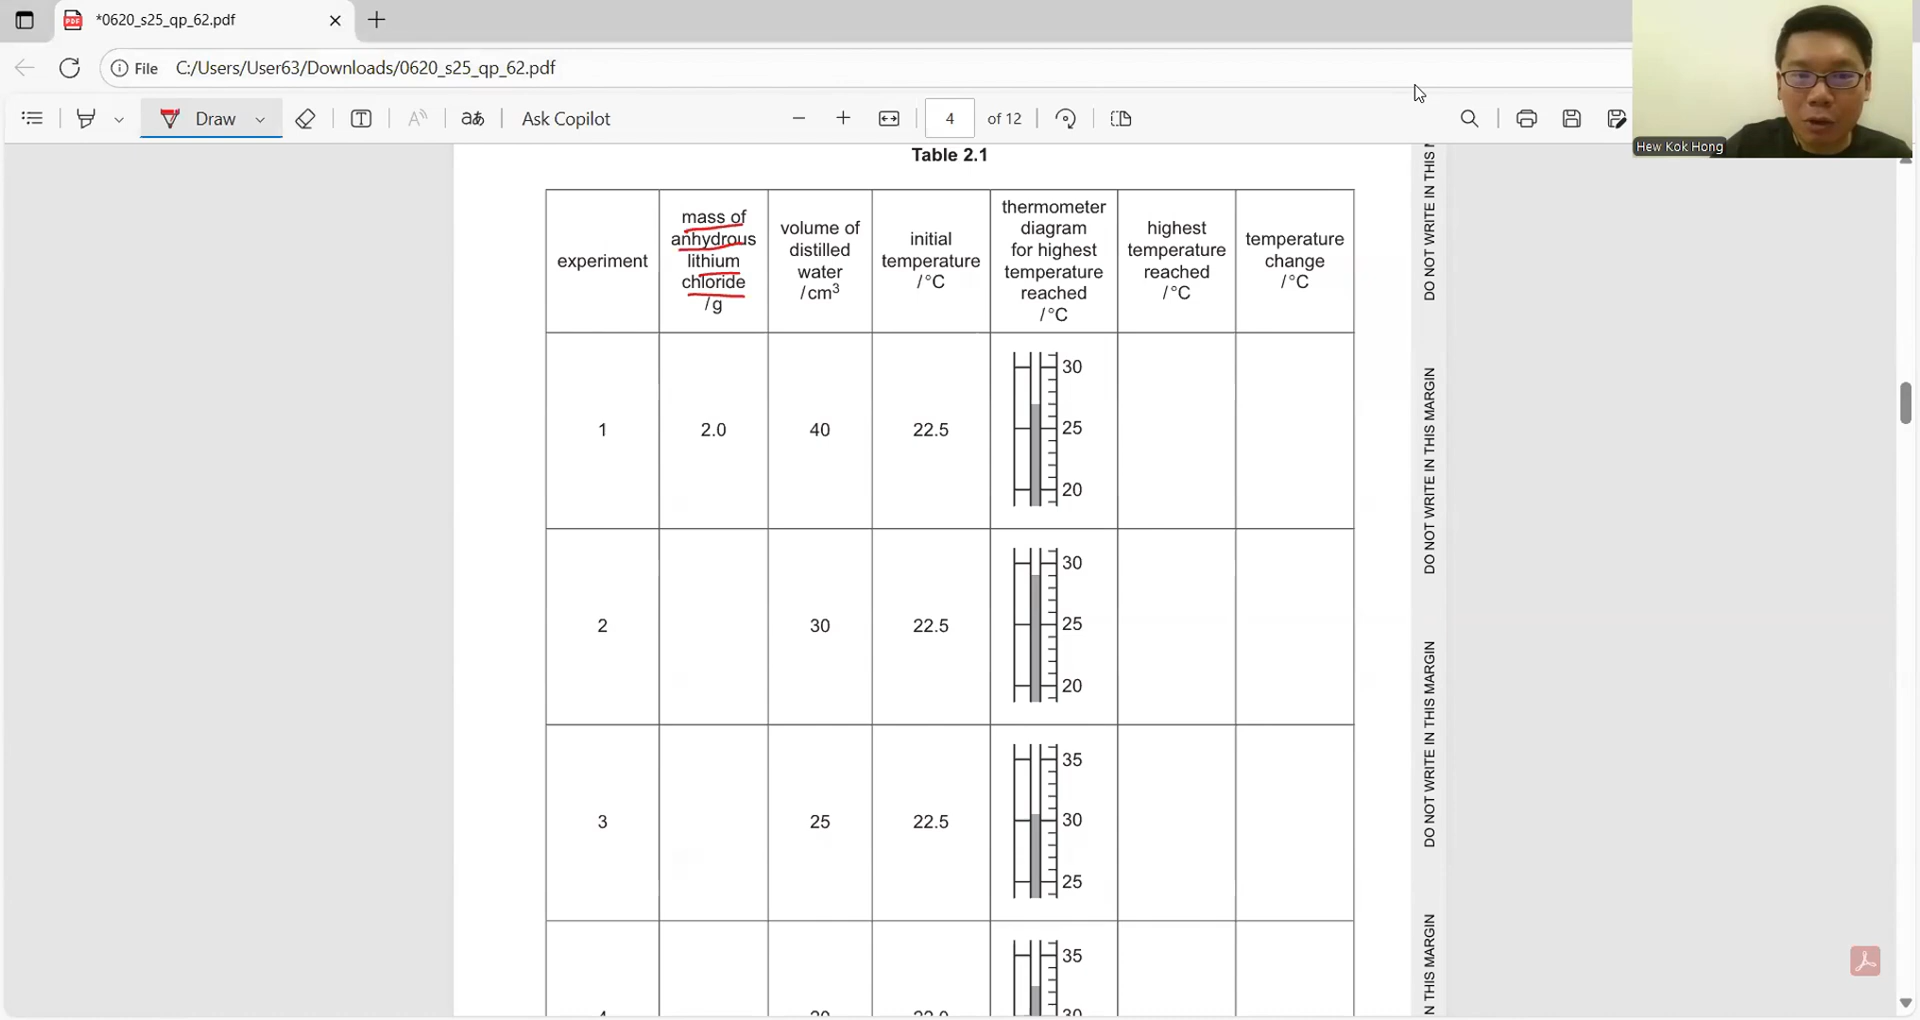 *0620_s25_qp_62.pdf
File C:/Users/User63/Downloads/0620_s25_qp_62.pdf
Draw
aあ
Ask Copilot
4 of 12
Hew Kok Hong
Table 2.1
experiment
mass of
anhydrous
lithium
chloride
/g
volume of
distilled
water
/cm³
initial
temperature
/°C
thermometer
diagram
for highest
temperature
reached
/°C
highest
temperature
reached
/°C
temperature
change
/°C
1 2.0 40 22.5
30
25
20
2 30 22.5
30
25
20
3 25 22.5
35
30
25
35
DO NOT WRITE IN THIS
DO NOT WRITE IN THIS MARGIN
DO NOT WRITE IN THIS MARGIN
N THIS MARGIN